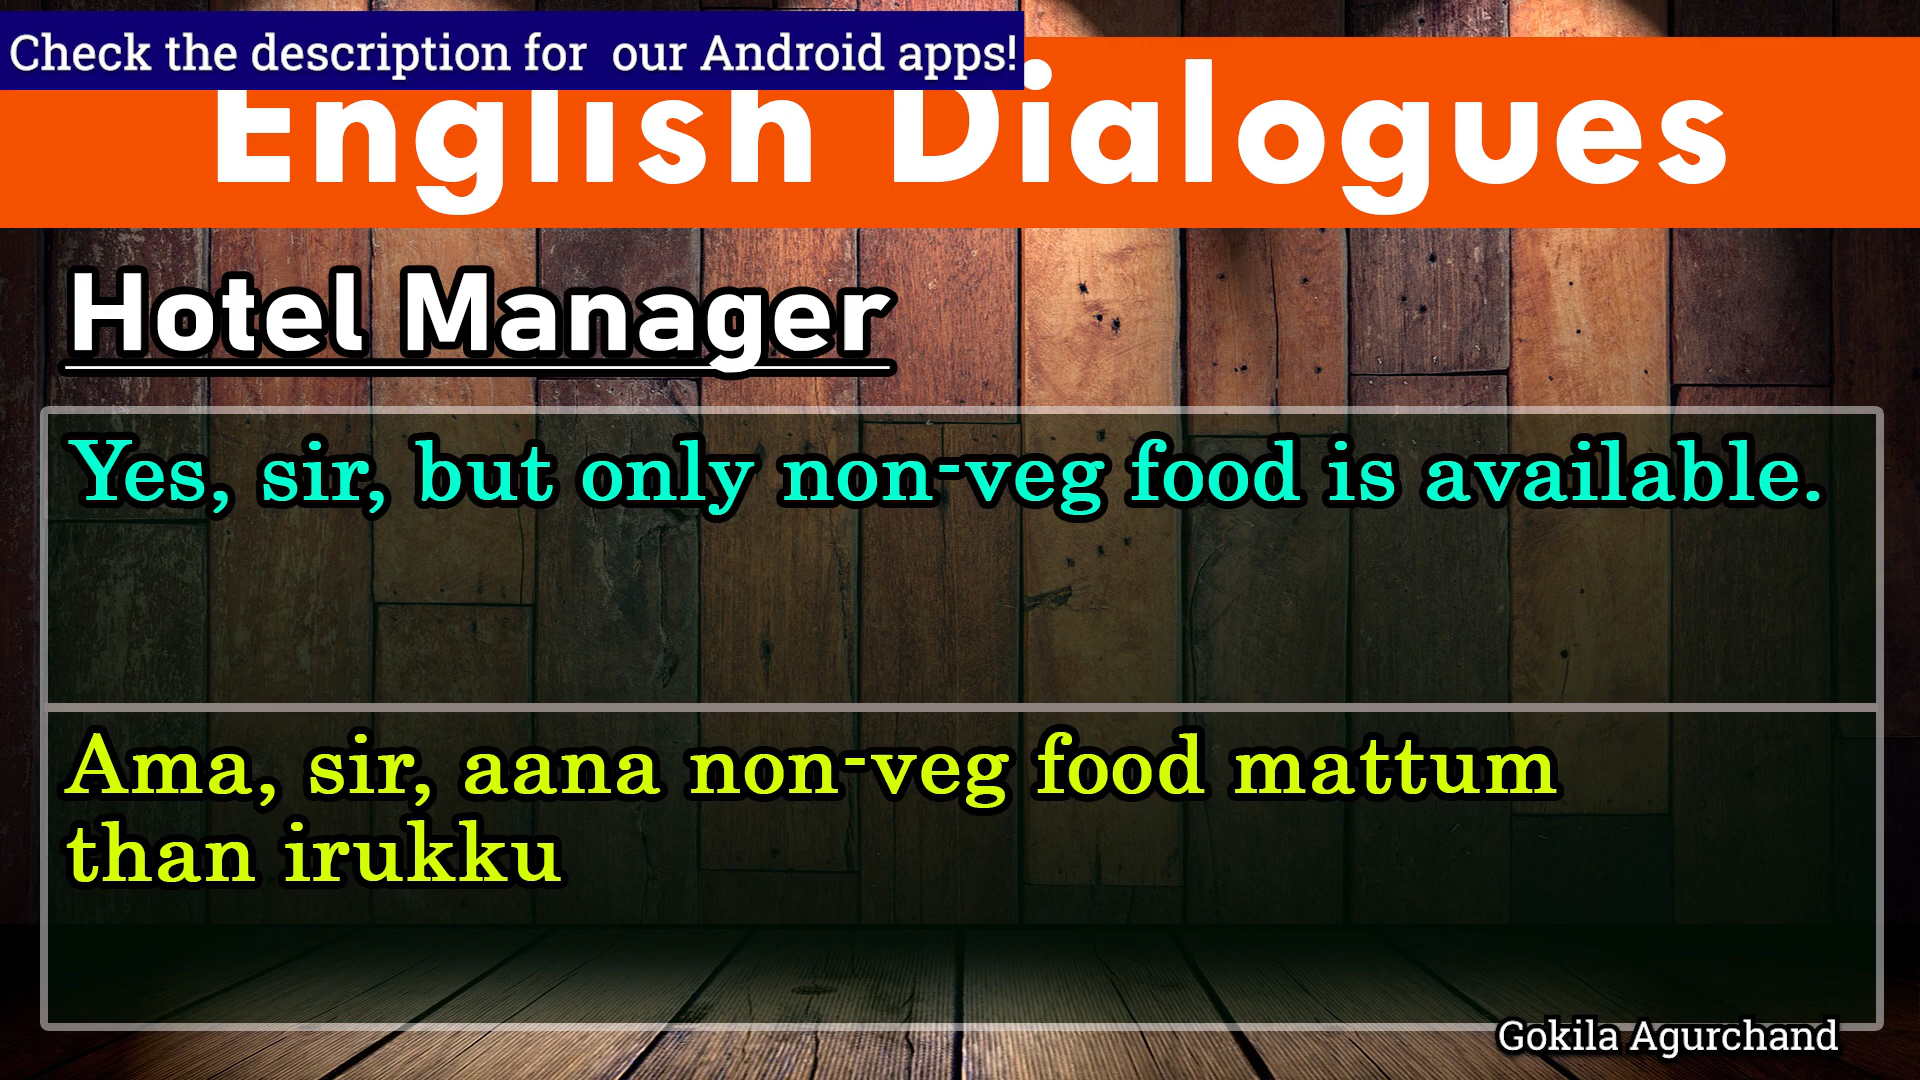 Check the description for our Android apps!
English Dialogues
Hotel Manager
Yes, sir, but only non-veg food is available.
Ama, sir, aana non-veg food mattum
than irukku
Gokila Agurchand